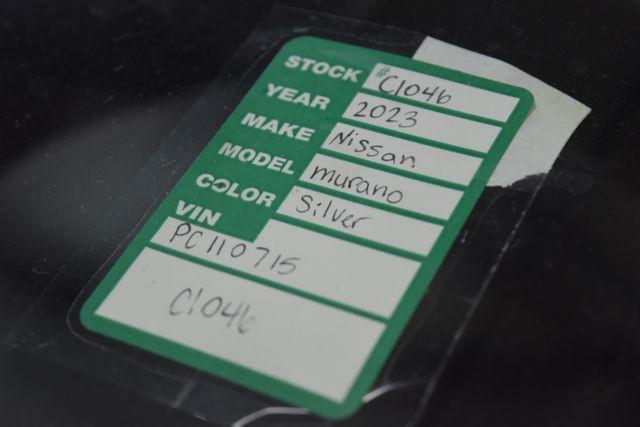 STOCK # C1046
YEAR 2023
MAKE Nissan
MODEL murano
COLOR Silver
VIN
PC110715
C1046